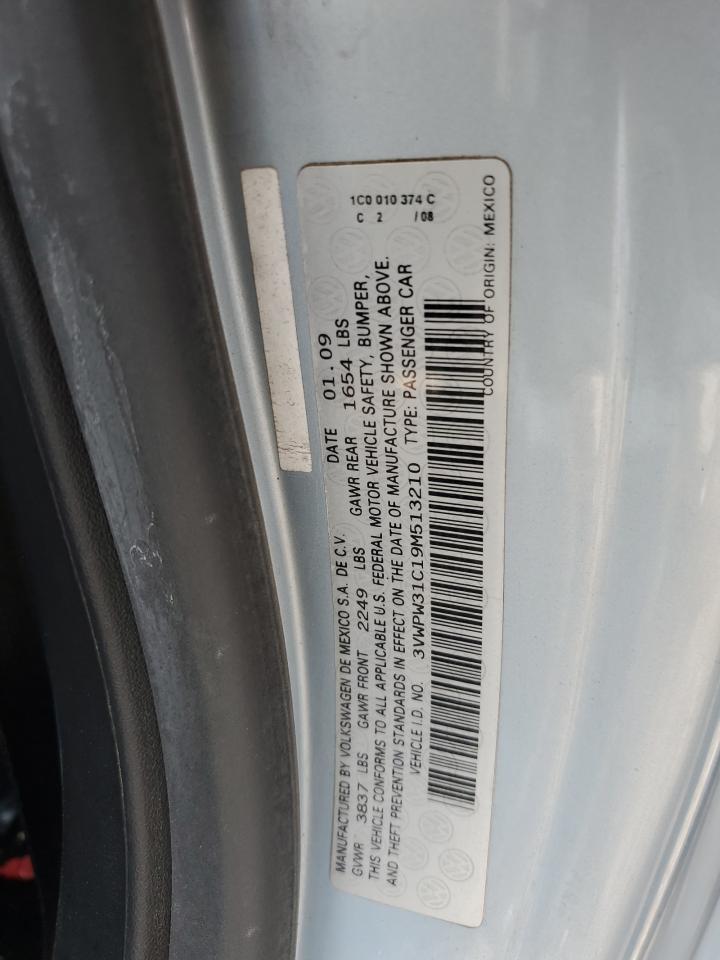 1C0 010 374 C
C 2 /08
MANUFACTURED BY VOLKSWAGEN DE MEXICO S.A. DE C.V. DATE 01.09
GVWR 3837 LBS GAWR FRONT 2249 LBS GAWR REAR 1654 LBS
THIS VEHICLE CONFORMS TO ALL APPLICABLE U.S. FEDERAL MOTOR VEHICLE SAFETY, BUMPER,
AND THEFT PREVENTION STANDARDS IN EFFECT ON THE DATE OF MANUFACTURE SHOWN ABOVE.
VEHICLE I.D. NO. 3VWPW31C19M513210 TYPE: PASSENGER CAR
COUNTRY OF ORIGIN: MEXICO